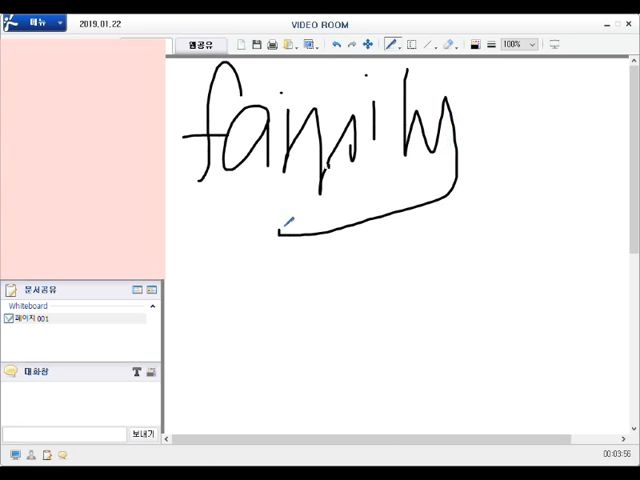 메뉴 2019.01.22 VIDEO ROOM
웹공유 100%
family
문서공유
Whiteboard
페이지 001
대화창
보내기
00:03:56